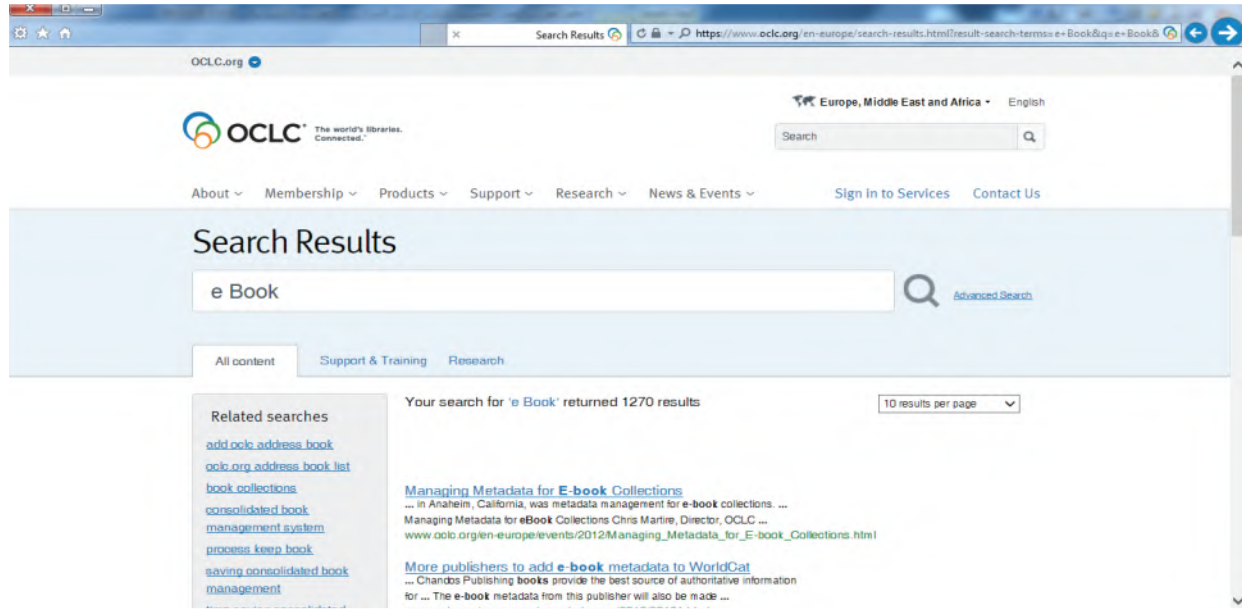 Search Results
https://www.oclc.org/en-europe/search-results.html?result-search-terms=e+Book&q=e+Book&
OCLC.org
Europe, Middle East and Africa
English
OCLC
The world's libraries.
Connected.
Search
About Membership Products Support Research News & Events Sign in to Services Contact Us
Search Results
e Book
Advanced Search
All content Support & Training Research
Related searches
add oclc address book
oclc.org address book list
book collections
consolidated book
management system
process keep book
saving consolidated book
management
Your search for 'e Book' returned 1270 results
10 results per page
Managing Metadata for E-book Collections
... in Anaheim, California, was metadata management for e-book collections. ...
Managing Metadata for eBook Collections Chris Martire, Director, OCLC ...
www.oclc.org/en-europe/events/2012/Managing_Metadata_for_E-book_Collections.html
More publishers to add e-book metadata to WorldCat
... Chandos Publishing books provide the best source of authoritative information
for ... The e-book metadata from this publisher will also be made ...